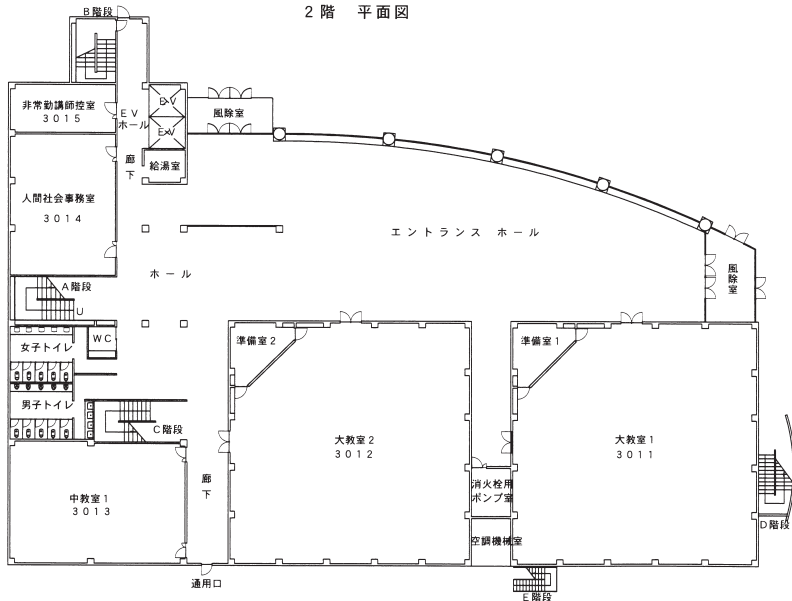 2階 平面図
B階段
非常勤講師控室
3015
EV
ホール
EV
EV
風除室
廊下
給湯室
人間社会事務室
3014
エントランス ホール
ホール
風除室
A階段
U
WC
女子トイレ
男子トイレ
C階段
準備室2
準備室1
大教室2
3012
大教室1
3011
中教室1
3013
廊下
消火栓用
ポンプ室
空調機械室
D階段
通用口
E階段